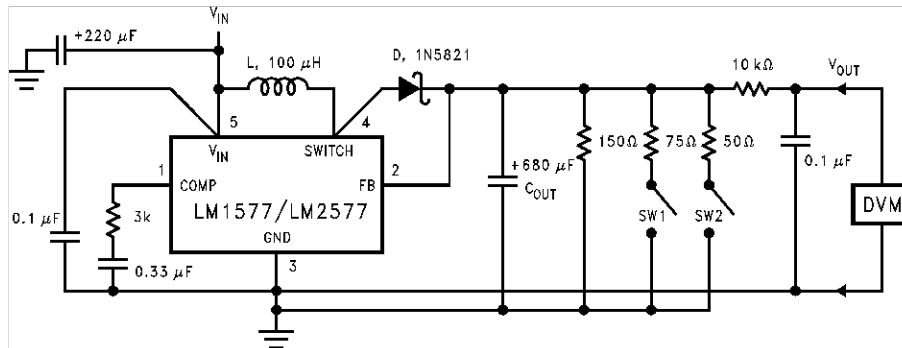 V_IN
+220 µF
L, 100 µH
D, 1N5821
10 kΩ
V_OUT
5
4
V_IN
SWITCH
150Ω
75Ω
50Ω
0.1 µF
1
COMP
2
FB
+680 µF
C_OUT
LM1577/LM2577
0.1 µF
3k
GND
SW1
SW2
DVM
3
0.33 µF